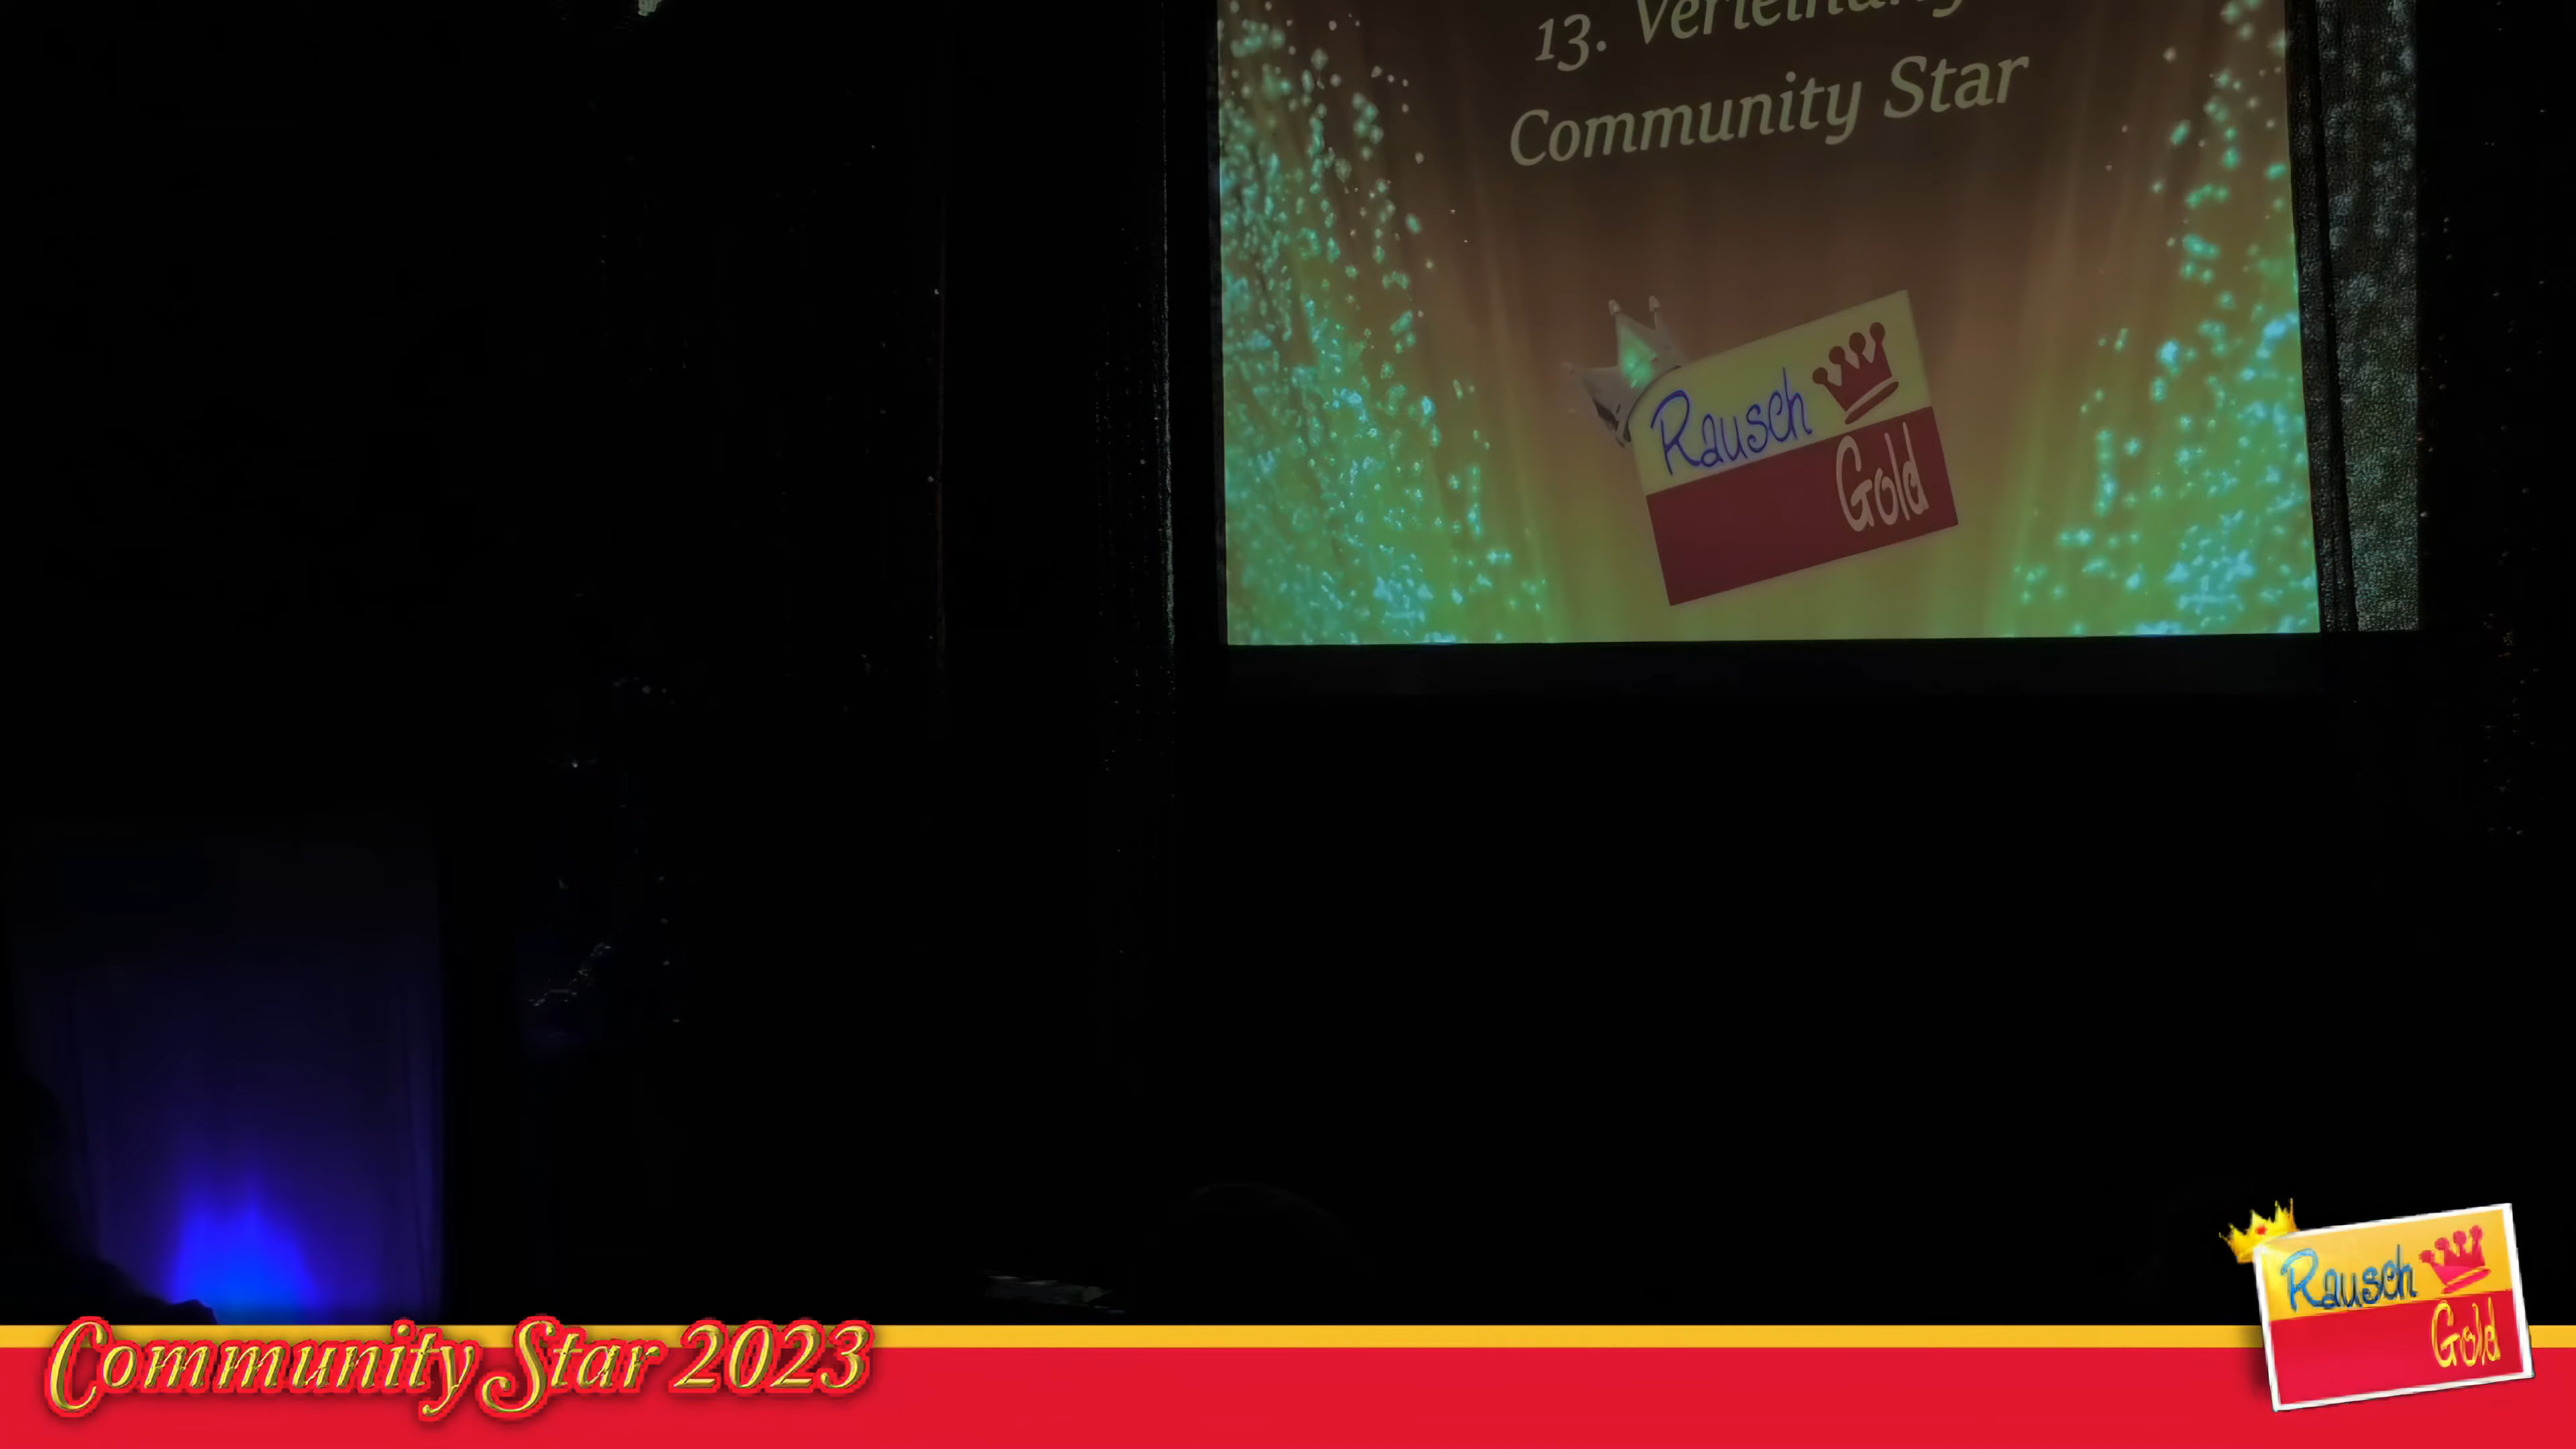 13. Verleihung
Community Star
Rausch
Gold
Community Star 2023
Rausch
Gold